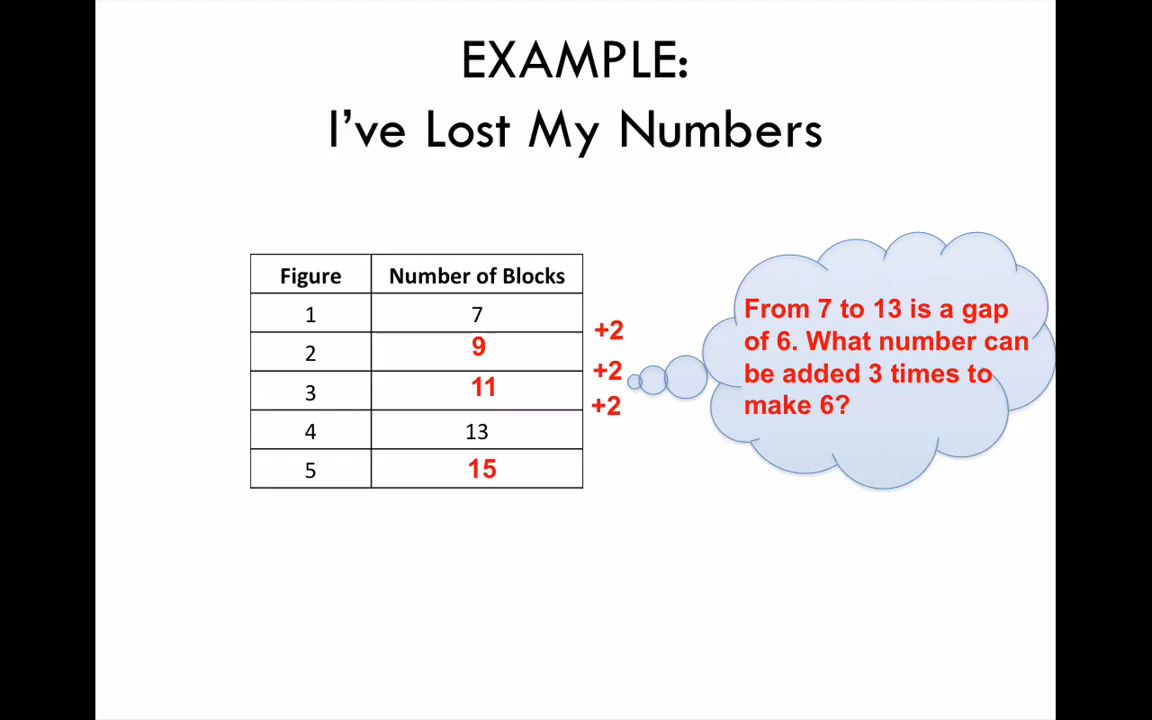 EXAMPLE:
I've Lost My Numbers
Figure Number of Blocks
1 7
2 9
3 11
4 13
5 15
+2
+2
+2
From 7 to 13 is a gap
of 6. What number can
be added 3 times to
make 6?